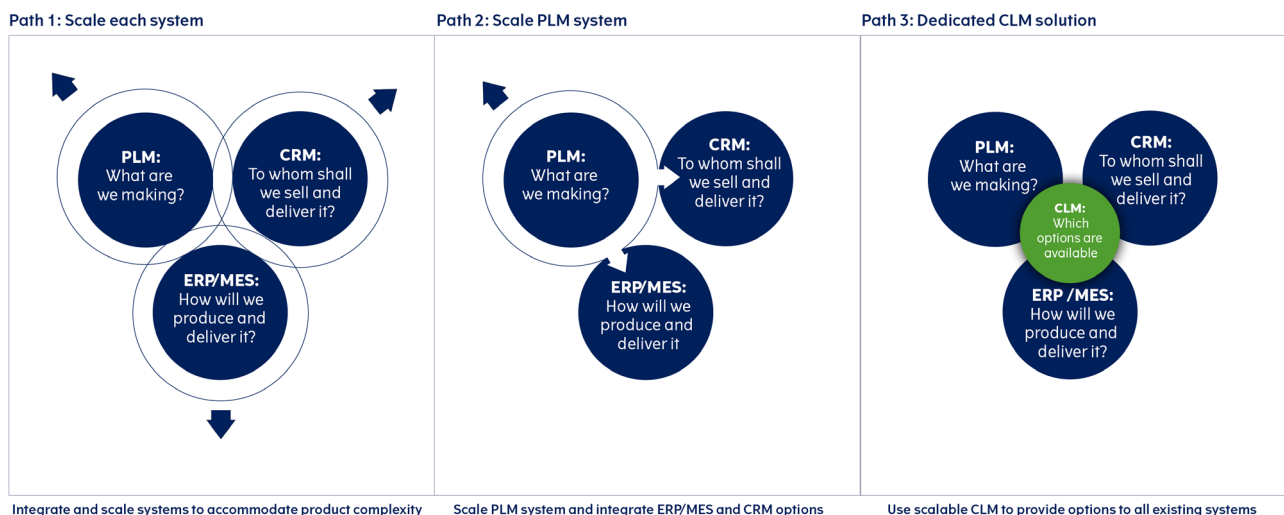 Path 1: Scale each system
PLM:
What are
we making?
CRM:
To whom shall
we sell and
deliver it?
ERP/MES:
How will we
produce and
deliver it?
Integrate and scale systems to accommodate product complexity
Path 2: Scale PLM system
PLM:
What are
we making?
CRM:
To whom shall
we sell and
deliver it?
ERP/MES:
How will we
produce and
deliver it
Scale PLM system and integrate ERP/MES and CRM options
Path 3: Dedicated CLM solution
PLM:
What are
we making?
CRM:
To whom shall
we sell and
deliver it?
CLM:
Which
options are
available
ERP /MES:
How will we
produce and
deliver it?
Use scalable CLM to provide options to all existing systems